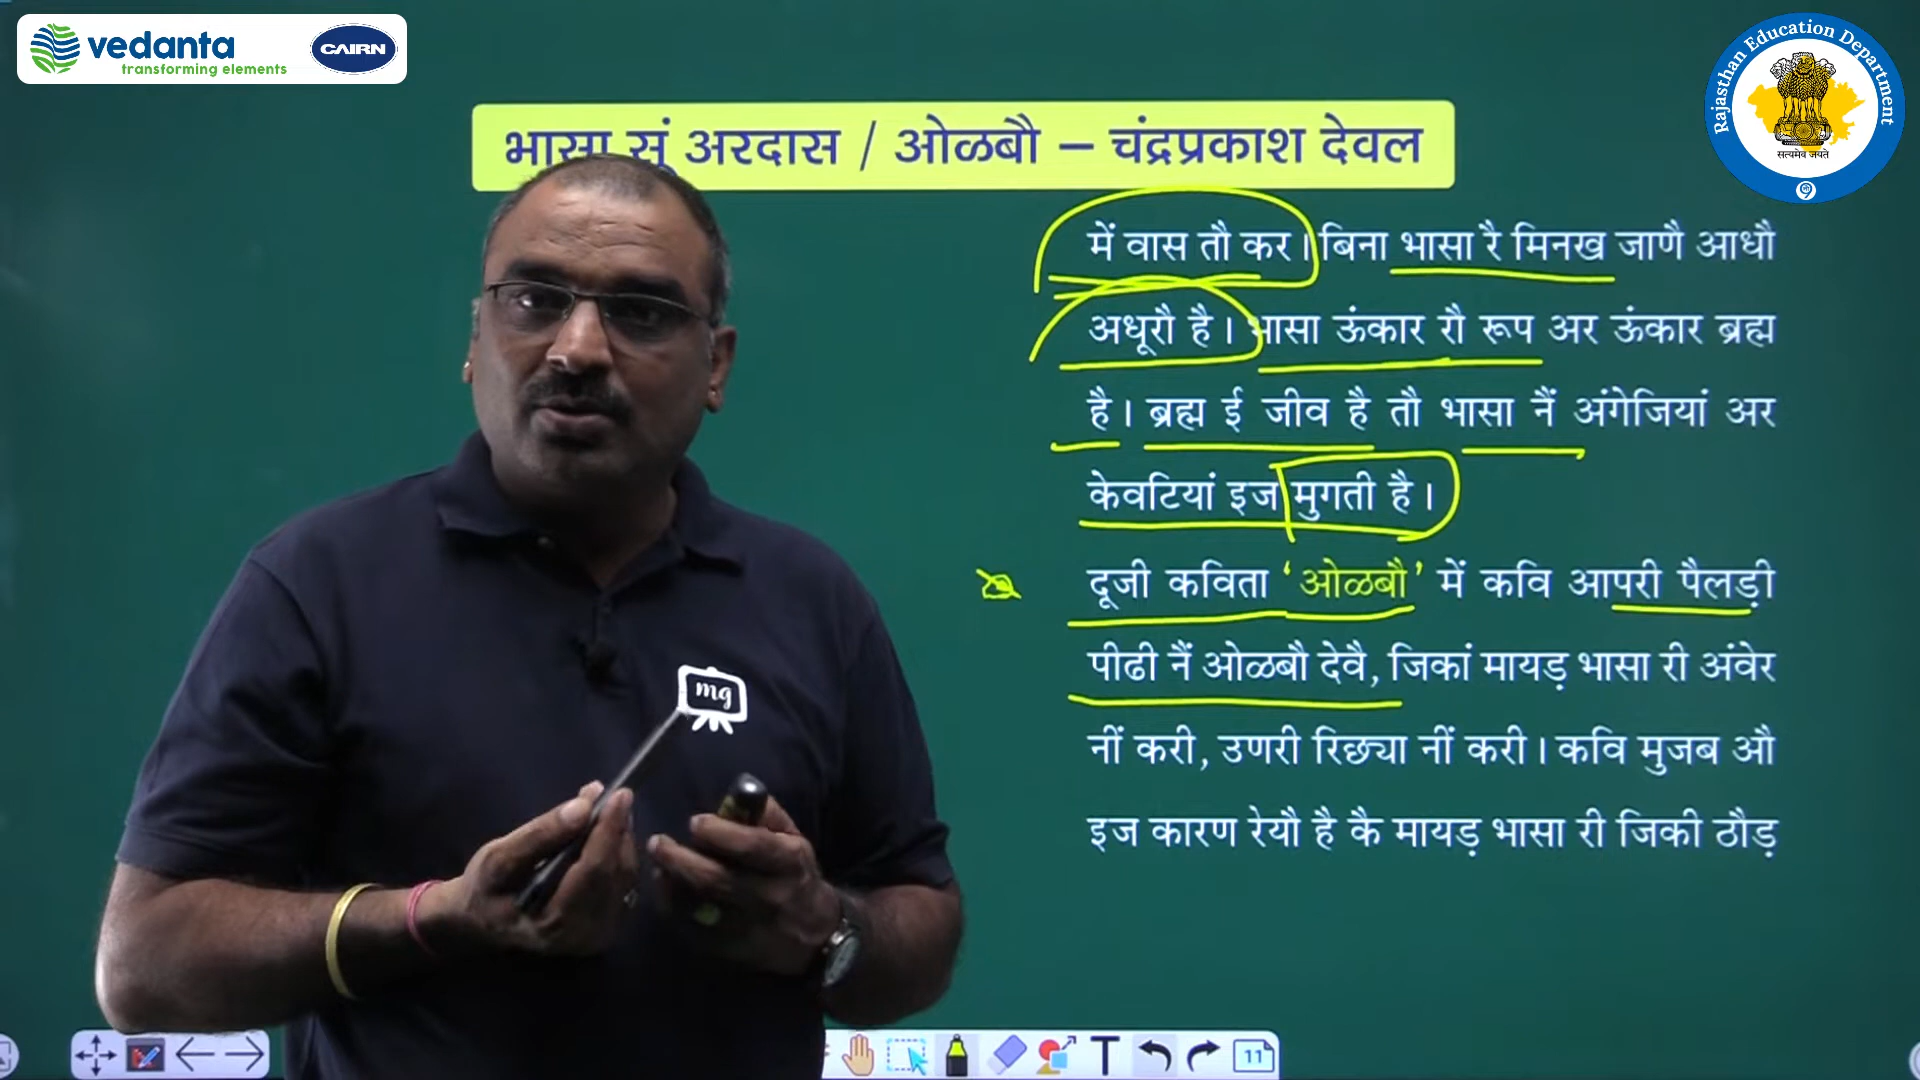 vedanta
transforming elements
CAIRN
Rajasthan Education Department
सत्यमेव जयते
भासा सूं अरदास / ओळबौ – चंद्रप्रकाश देवल
में वास तौ कर। बिना भासा रै मिनख जाणै आधौ
अधूरौ है। भासा ऊंकार रौ रूप अर ऊंकार ब्रह्म
है। ब्रह्म ई जीव है तौ भासा नैं अंगेजियां अर
केवटियां इज मुगती है।
दूजी कविता ‘ओळबौ’ में कवि आपरी पैलड़ी
पीढी नैं ओळबौ देवै, जिकां मायड़ भासा री अंवेर
नीं करी, उणरी रिछ्या नीं करी। कवि मुजब औ
इज कारण रेयौ है कै मायड़ भासा री जिकी ठौड़
mg
T
11